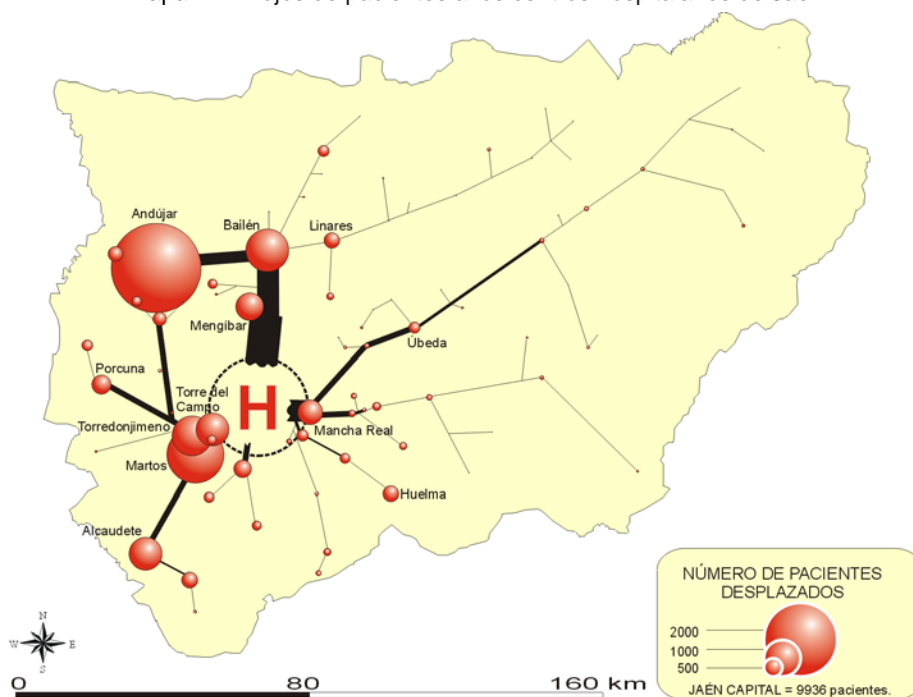 Andújar
Bailén
Linares
Mengibar
Úbeda
Porcuna
Torre del
Campo
H
Torredonjimeno
Mancha Real
Martos
Huelma
Alcaudete
NÚMERO DE PACIENTES
DESPLAZADOS
2000
1000
500
JAÉN CAPITAL = 9936 pacientes.
N
W E
S
0 80 160 km